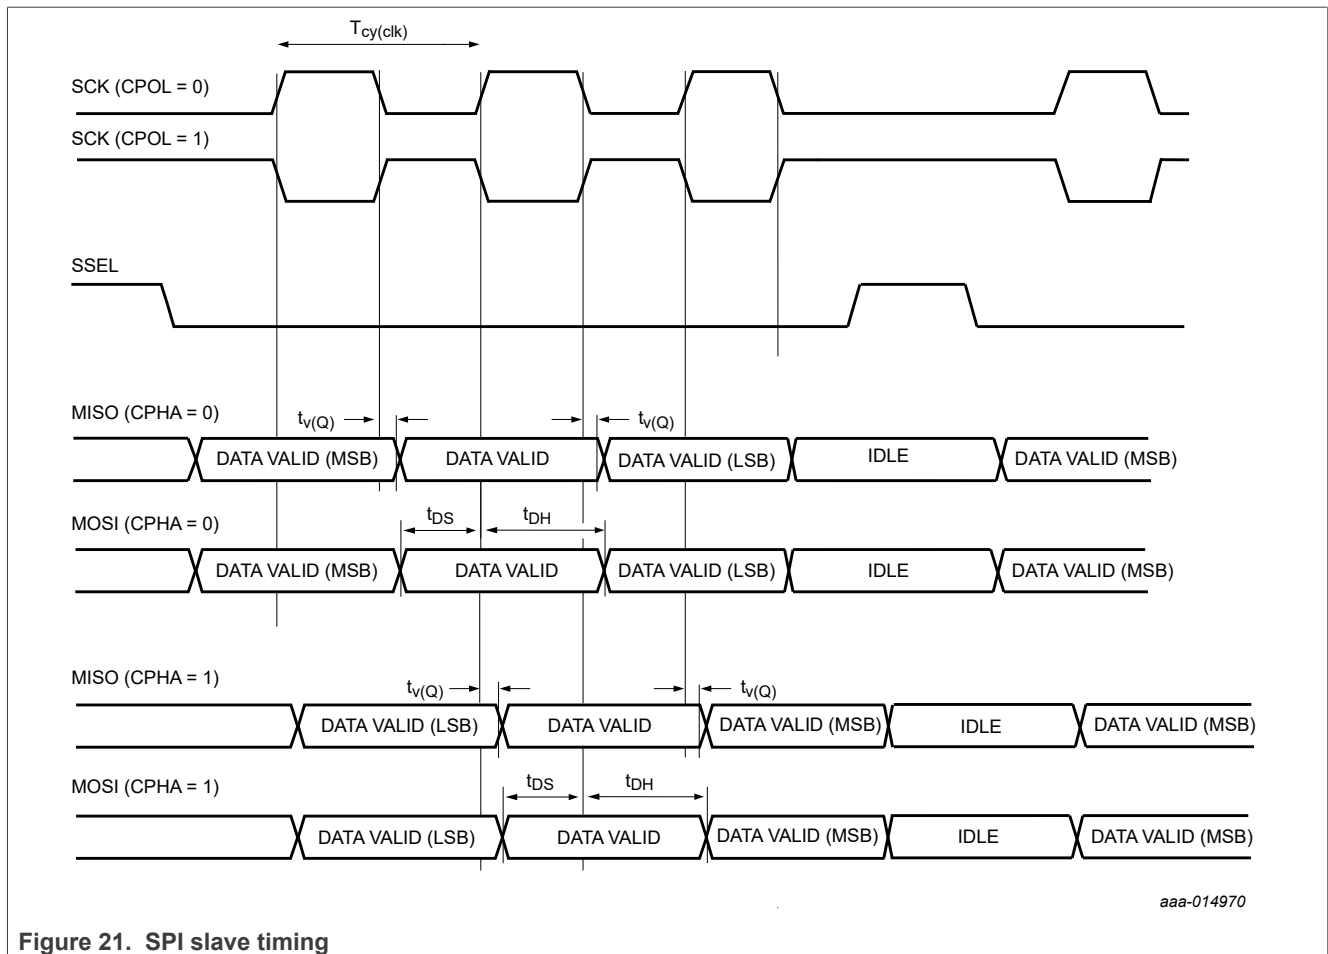 Tcy(clk)
SCK (CPOL = 0)
SCK (CPOL = 1)
SSEL
MISO (CPHA = 0)
tv(Q) tv(Q)
DATA VALID (MSB) DATA VALID DATA VALID (LSB) IDLE DATA VALID (MSB)
MOSI (CPHA = 0)
tDS tDH
DATA VALID (MSB) DATA VALID DATA VALID (LSB) IDLE DATA VALID (MSB)
MISO (CPHA = 1)
tv(Q) tv(Q)
DATA VALID (LSB) DATA VALID DATA VALID (MSB) IDLE DATA VALID (MSB)
MOSI (CPHA = 1)
tDS tDH
DATA VALID (LSB) DATA VALID DATA VALID (MSB) IDLE DATA VALID (MSB)
aaa-014970
Figure 21. SPI slave timing